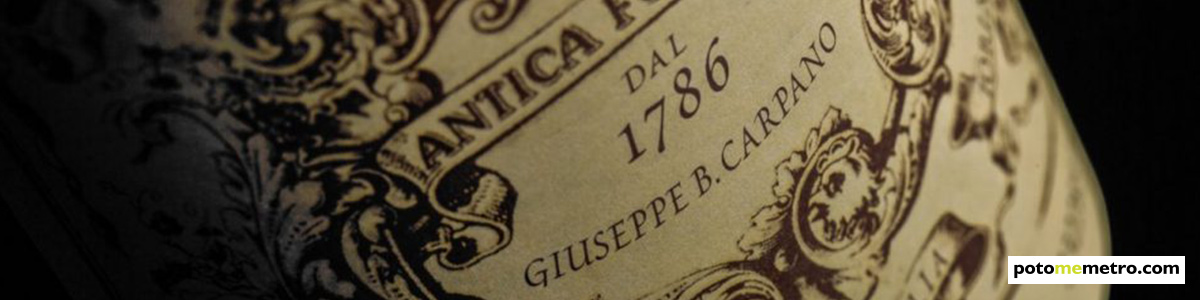 ANTICA
DAL
1786
GIUSEPPE B. CARPANO
potomemetro.com